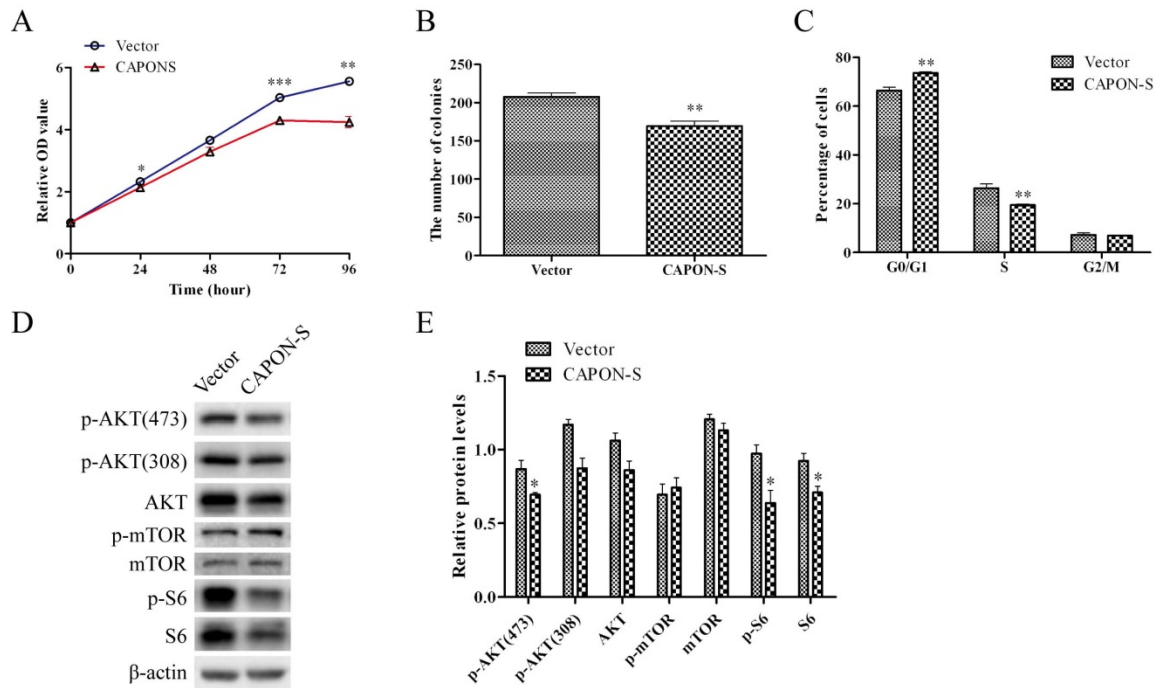 A
Vector
CAPONS
Relative OD value
6
4
2
0
*
***
**
0 24 48 72 96
Time (hour)
B
The number of colonies
250
200
150
100
50
0
**
Vector CAPON-S
C
Vector
CAPON-S
Percentage of cells
80
60
40
20
0
**
**
G0/G1 S G2/M
D
Vector CAPON-S
p-AKT(473)
p-AKT(308)
AKT
p-mTOR
mTOR
p-S6
S6
β-actin
E
Vector
CAPON-S
Relative protein levels
1.5
1.0
0.5
0.0
*
*
*
p-AKT(473) p-AKT(308) AKT p-mTOR mTOR p-S6 S6